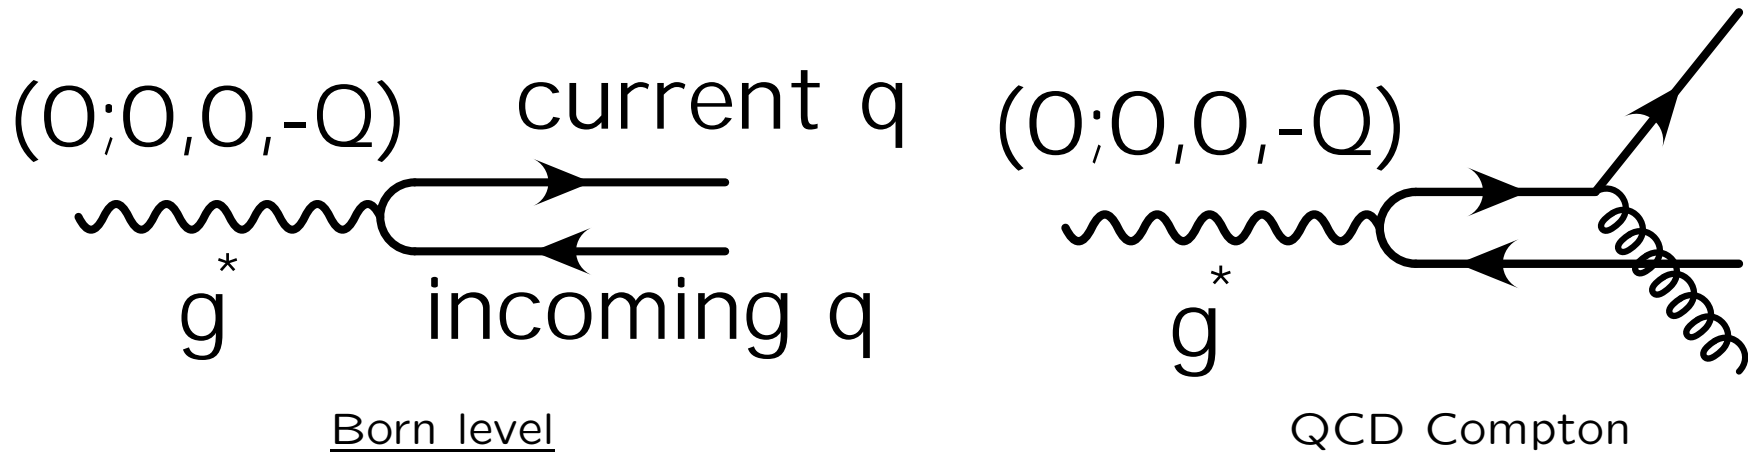 (0;0,0,-Q)
current q
g*
incoming q
Born level
(0;0,0,-Q)
g*
QCD Compton